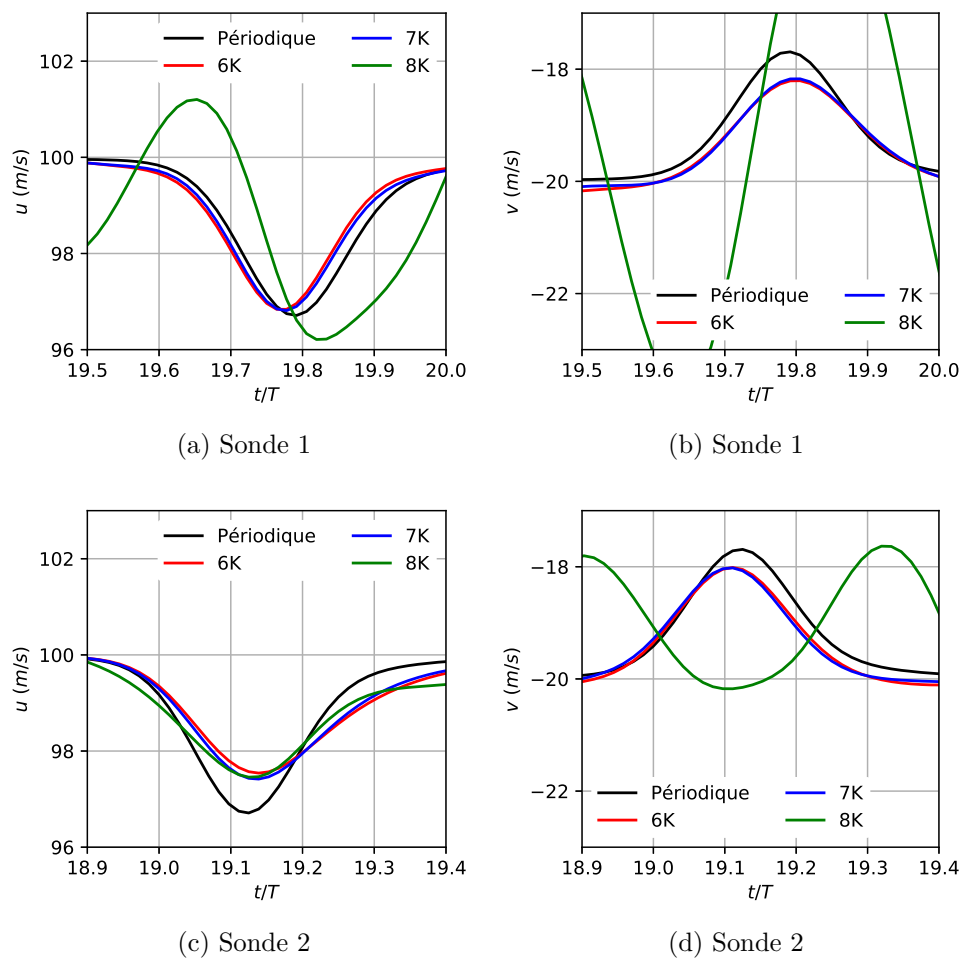 102
100
98
96
u (m/s)
Périodique 7K
6K 8K
19.5 19.6 19.7 19.8 19.9 20.0
t/T
(a) Sonde 1
−18
−20
−22
v (m/s)
Périodique 7K
6K 8K
19.5 19.6 19.7 19.8 19.9 20.0
t/T
(b) Sonde 1
102
100
98
96
u (m/s)
Périodique 7K
6K 8K
18.9 19.0 19.1 19.2 19.3 19.4
t/T
(c) Sonde 2
−18
−20
−22
v (m/s)
Périodique 7K
6K 8K
18.9 19.0 19.1 19.2 19.3 19.4
t/T
(d) Sonde 2